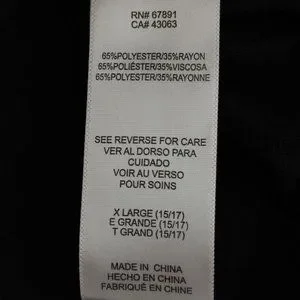 RN# 67891
CA# 43063
65%POLYESTER/35%RAYON
65%POLIÉSTER/35%VISCOSA
65%POLYESTER/35%RAYONNE
SEE REVERSE FOR CARE
VER AL DORSO PARA
CUIDADO
VOIR AU VERSO
POUR SOINS
X LARGE (15/17)
E GRANDE (15/17)
T GRAND (15/17)
MADE IN CHINA
HECHO EN CHINA
FABRIQUÉ EN CHINE